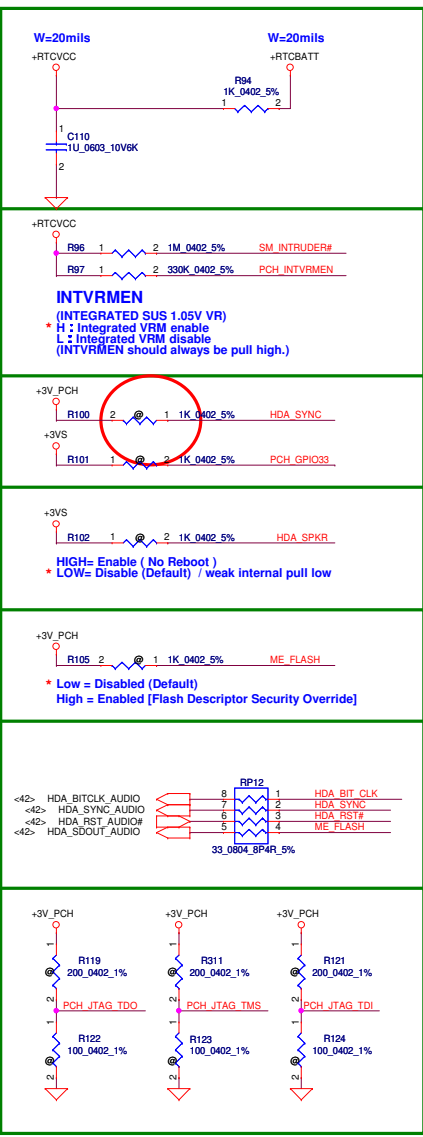 W=20mils W=20mils
+RTCVCC +RTCBATT
R94
1K_0402_5%
1 2
1
C110
1U_0603_10V6K
2
+RTCVCC
R96 1 2 1M_0402_5% SM_INTRUDER#
R97 1 2 330K_0402_5% PCH_INTVRMEN
INTVRMEN
(INTEGRATED SUS 1.05V VR)
* H : Integrated VRM enable
L : Integrated VRM disable
(INTVRMEN should always be pull high.)
+3V_PCH
R100 2 @ 1 1K_0402_5% HDA_SYNC
+3VS
R101 1 @ 2 1K_0402_5% PCH_GPIO33
+3VS
R102 1 @ 2 1K_0402_5% HDA_SPKR
HIGH= Enable ( No Reboot )
* LOW= Disable (Default) / weak internal pull low
+3V_PCH
R105 2 @ 1 1K_0402_5% ME_FLASH
* Low = Disabled (Default)
High = Enabled [Flash Descriptor Security Override]
RP12
<42> HDA_BITCLK_AUDIO 8 1 HDA_BIT_CLK
<42> HDA_SYNC_AUDIO 7 2 HDA_SYNC
<42> HDA_RST_AUDIO# 6 3 HDA_RST#
<42> HDA_SDOUT_AUDIO 5 4 ME_FLASH
33_0804_8P4R_5%
+3V_PCH +3V_PCH +3V_PCH
1 1 1
R119 R311 R121
@ 200_0402_1% @ 200_0402_1% @ 200_0402_1%
2 2 2
PCH_JTAG_TDO PCH_JTAG_TMS PCH_JTAG_TDI
1 1 1
R122 R123 R124
@ 100_0402_1% @ 100_0402_1% @ 100_0402_1%
2 2 2